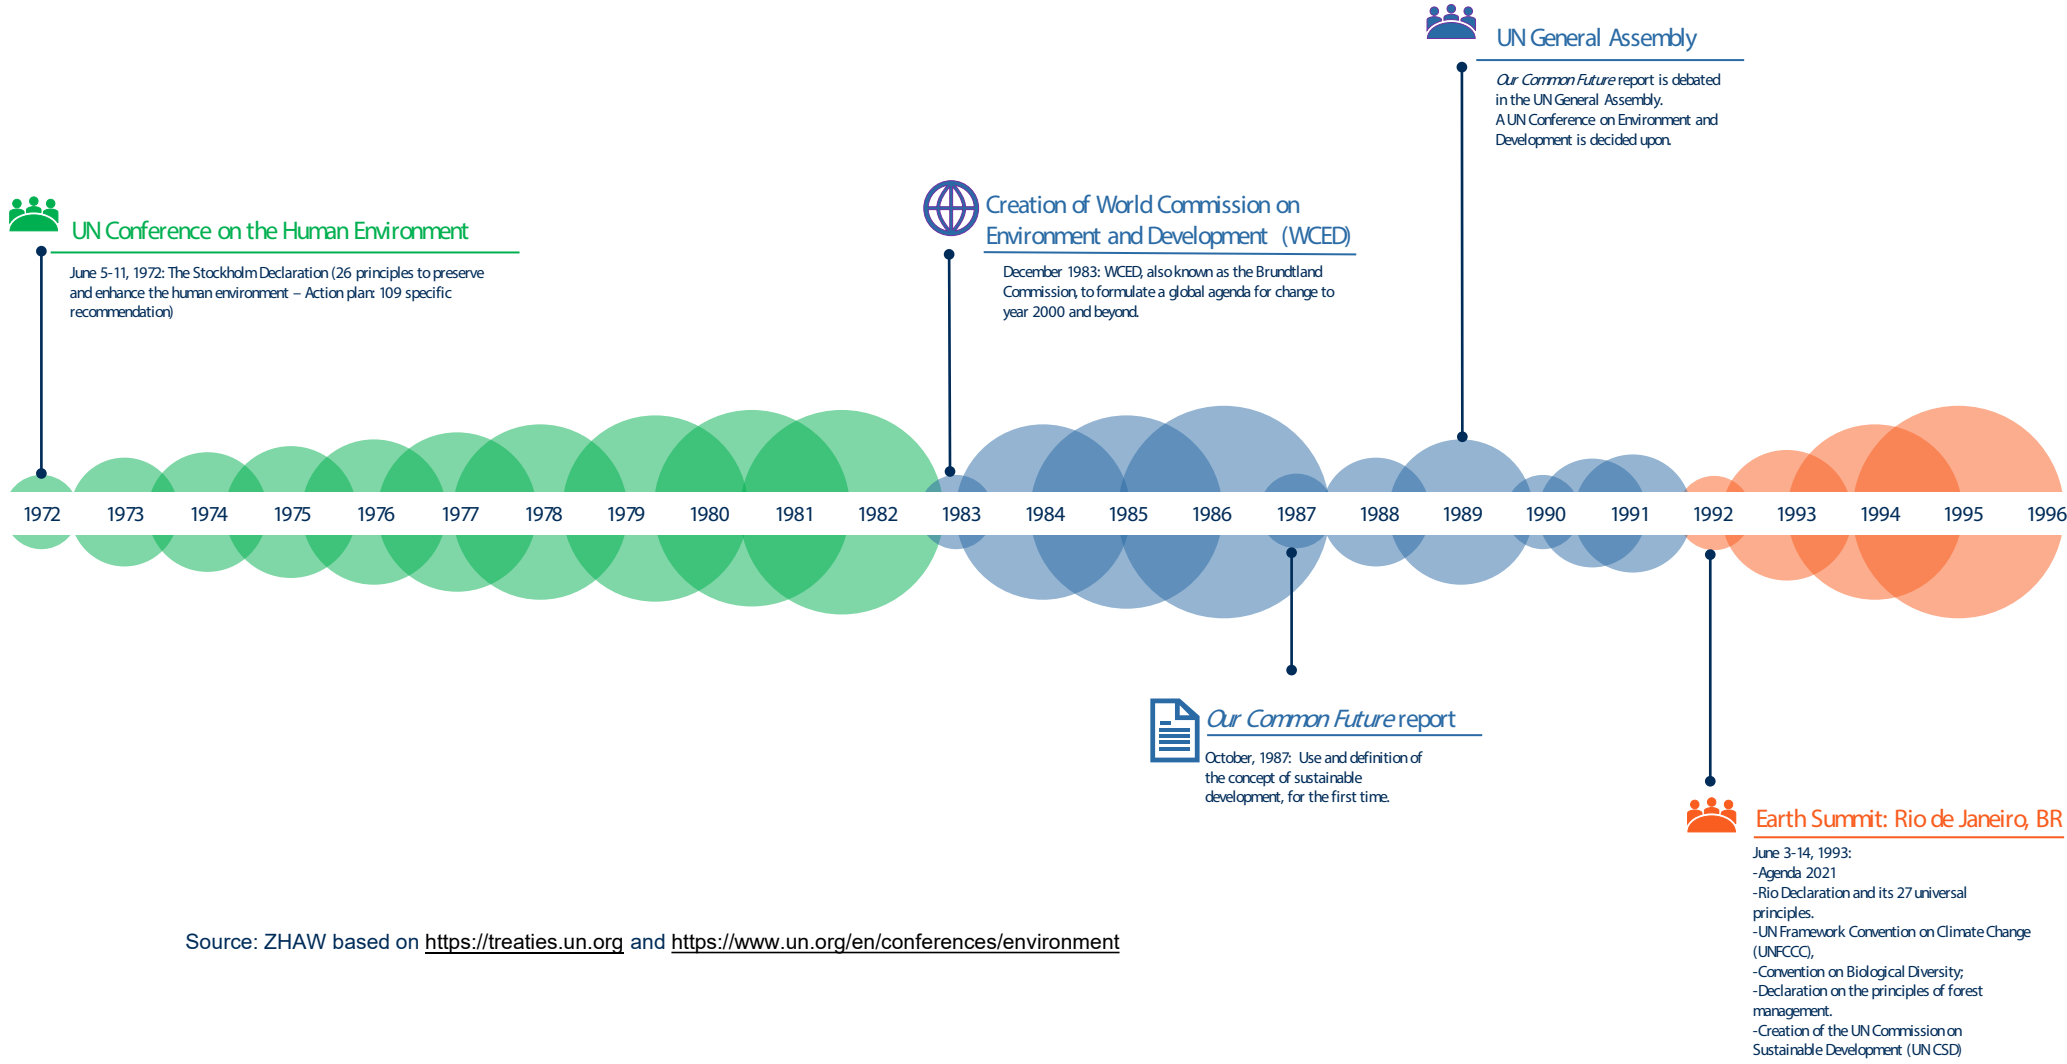 UN General Assembly
Our Common Future report is debated
in the UN General Assembly.
A UN Conference on Environment and
Development is decided upon.
Creation of World Commission on
Environment and Development (WCED)
December 1983: WCED, also known as the Brundtland
Commission, to formulate a global agenda for change to
year 2000 and beyond.
UN Conference on the Human Environment
June 5-11, 1972: The Stockholm Declaration (26 principles to preserve
and enhance the human environment – Action plan: 109 specific
recommendation)
1972 1973 1974 1975 1976 1977 1978 1979 1980 1981 1982 1983 1984 1985 1986 1987 1988 1989 1990 1991 1992 1993 1994 1995 1996
Our Common Future report
October, 1987: Use and definition of
the concept of sustainable
development, for the first time.
Earth Summit: Rio de Janeiro, BR
June 3-14, 1993:
-Agenda 2021
-Rio Declaration and its 27 universal
principles.
-UN Framework Convention on Climate Change
(UNFCCC),
-Convention on Biological Diversity;
-Declaration on the principles of forest
management.
-Creation of the UN Commission on
Sustainable Development (UN CSD)
Source: ZHAW based on https://treaties.un.org and https://www.un.org/en/conferences/environment